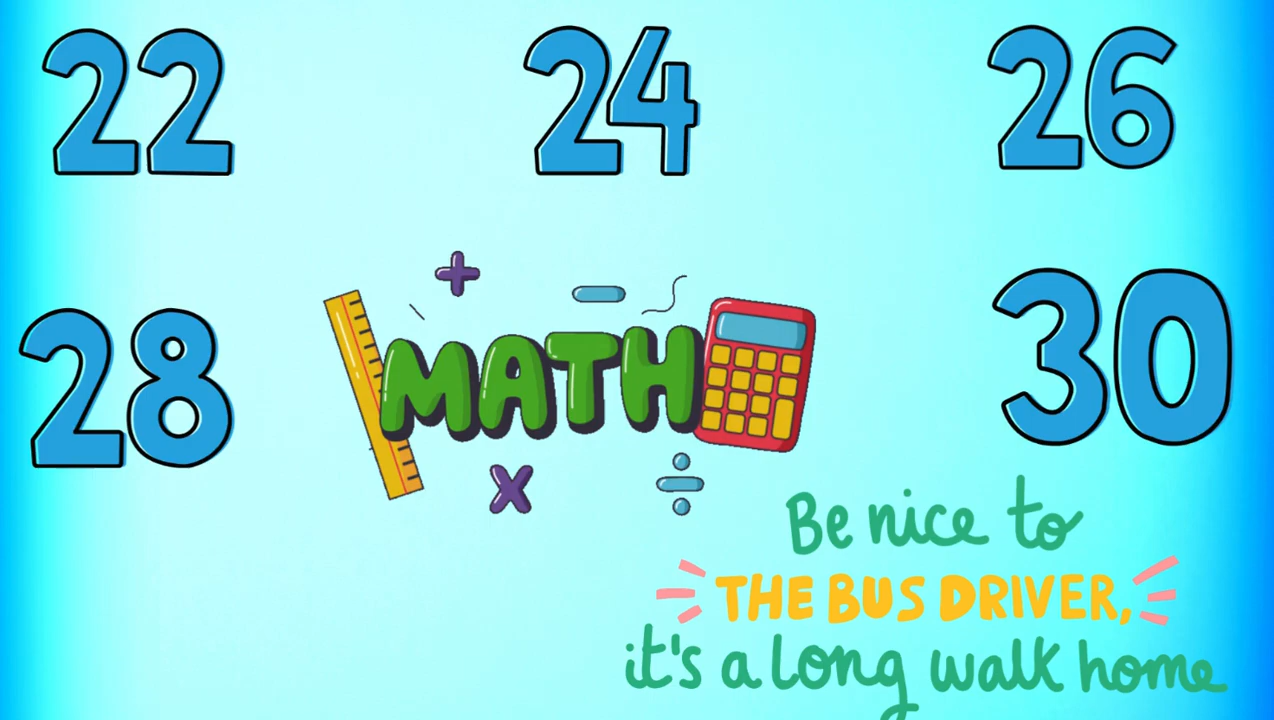 22 24 26
28 30
+ −
MATH
x ÷
Be nice to
THE BUS DRIVER,
it's a long walk home